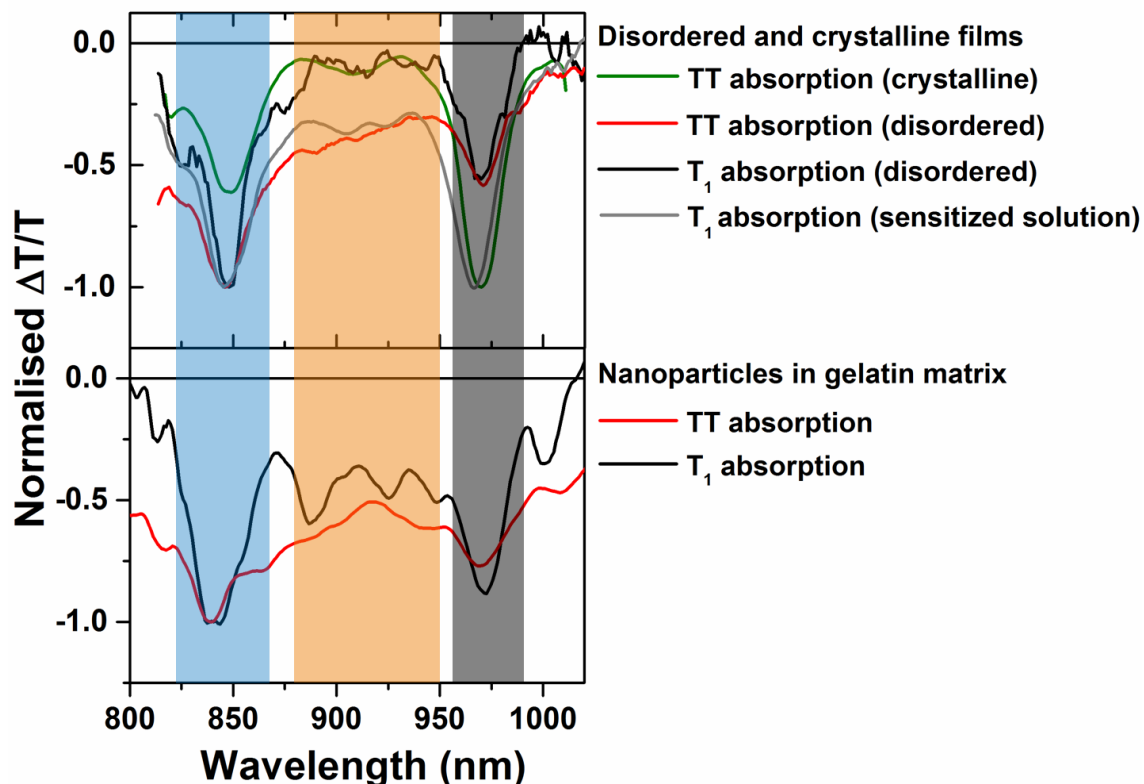 Normalised ΔT/T
0.0
-0.5
-1.0
0.0
-0.5
-1.0
800
850
900
950
1000
Wavelength (nm)
Disordered and crystalline films
TT absorption (crystalline)
TT absorption (disordered)
T₁ absorption (disordered)
T₁ absorption (sensitized solution)
Nanoparticles in gelatin matrix
TT absorption
T₁ absorption